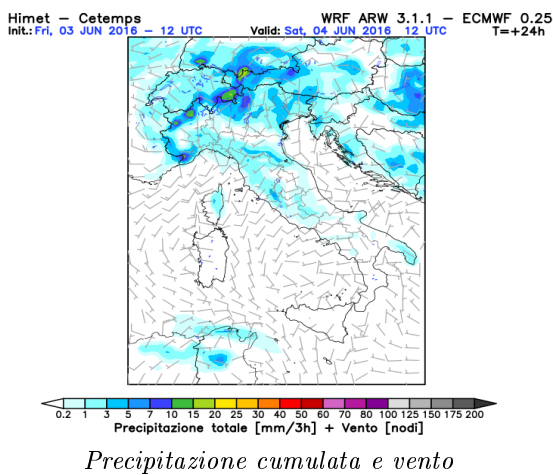 Himet – Cetemps WRF ARW 3.1.1 – ECMWF 0.25
Init.: Fri, 03 JUN 2016 – 12 UTC Valid: Sat, 04 JUN 2016 12 UTC T=+24h
0.2 1 3 5 7 10 15 20 25 30 40 50 60 70 80 90 100 125 150 175 200
Precipitazione totale [mm/3h] + Vento [nodi]
Precipitazione cumulata e vento